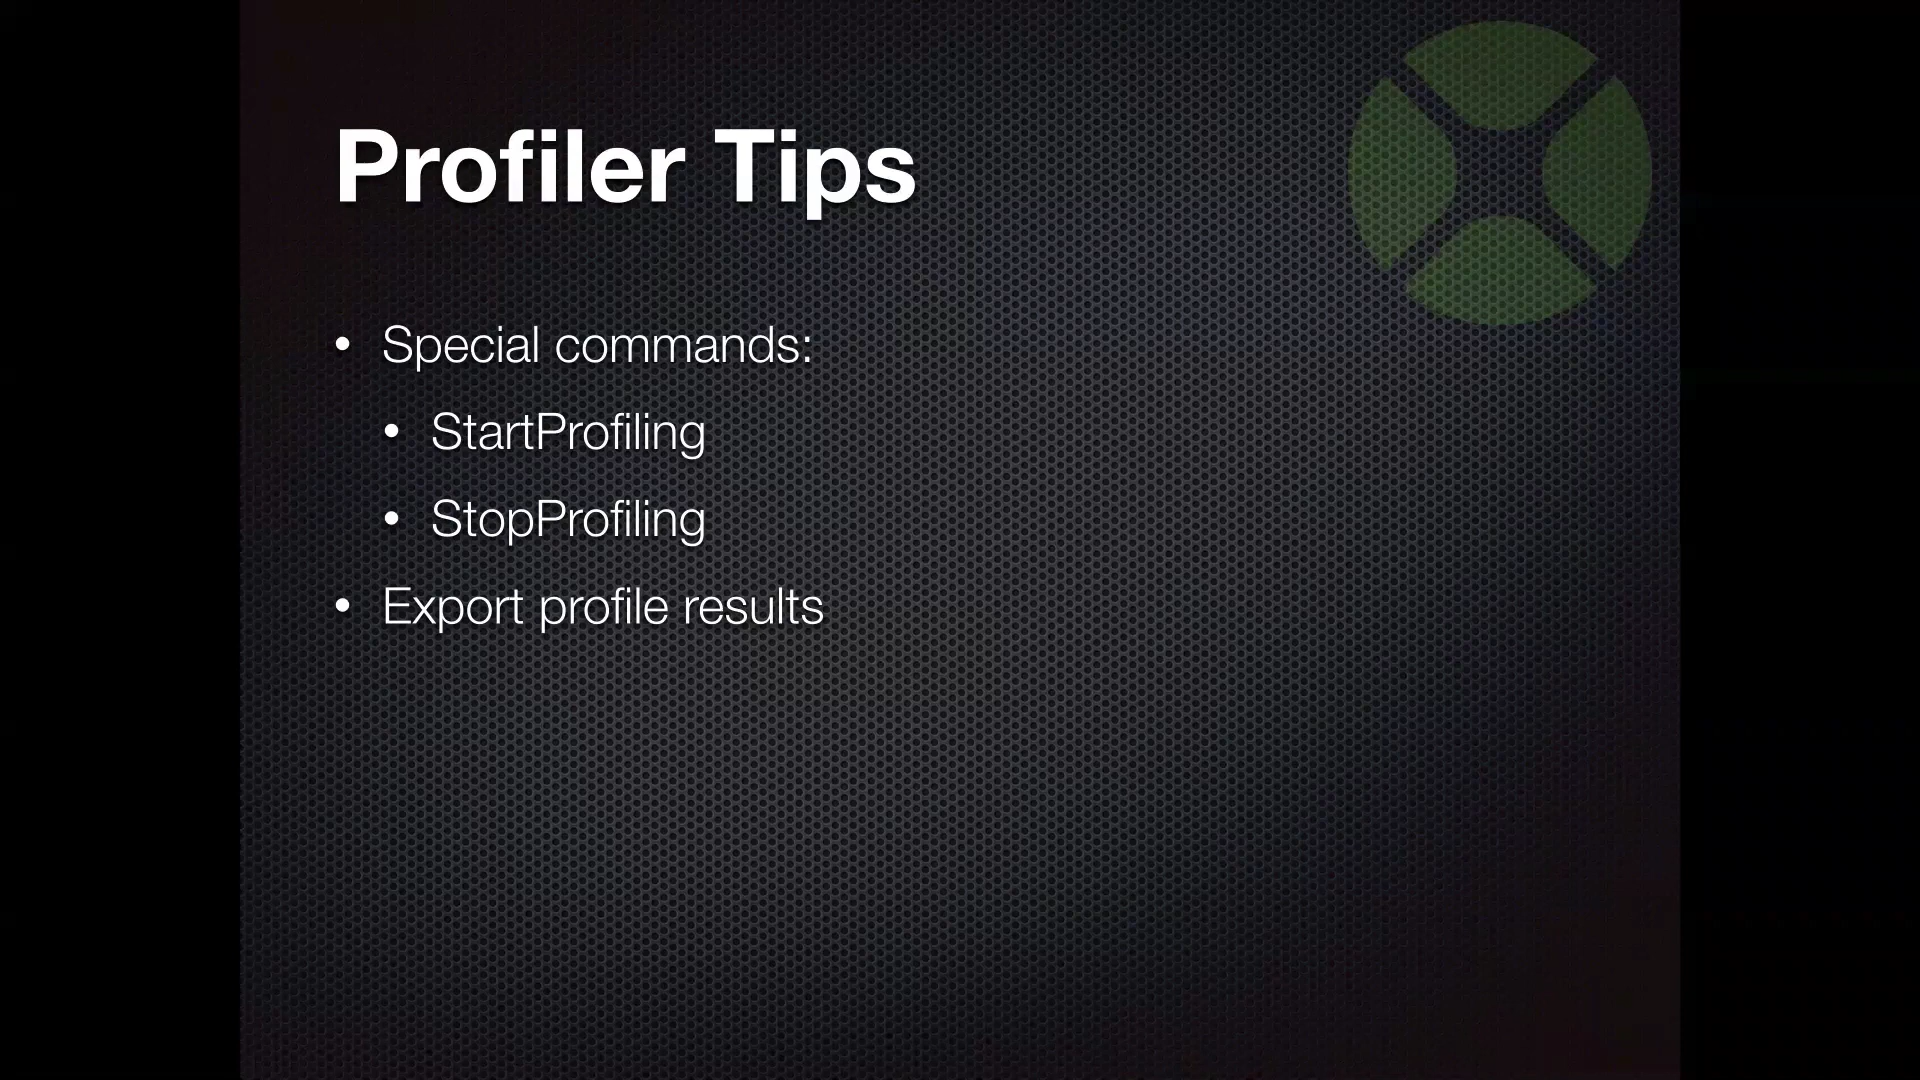 Profiler Tips
• Special commands:
• StartProfiling
• StopProfiling
• Export profile results